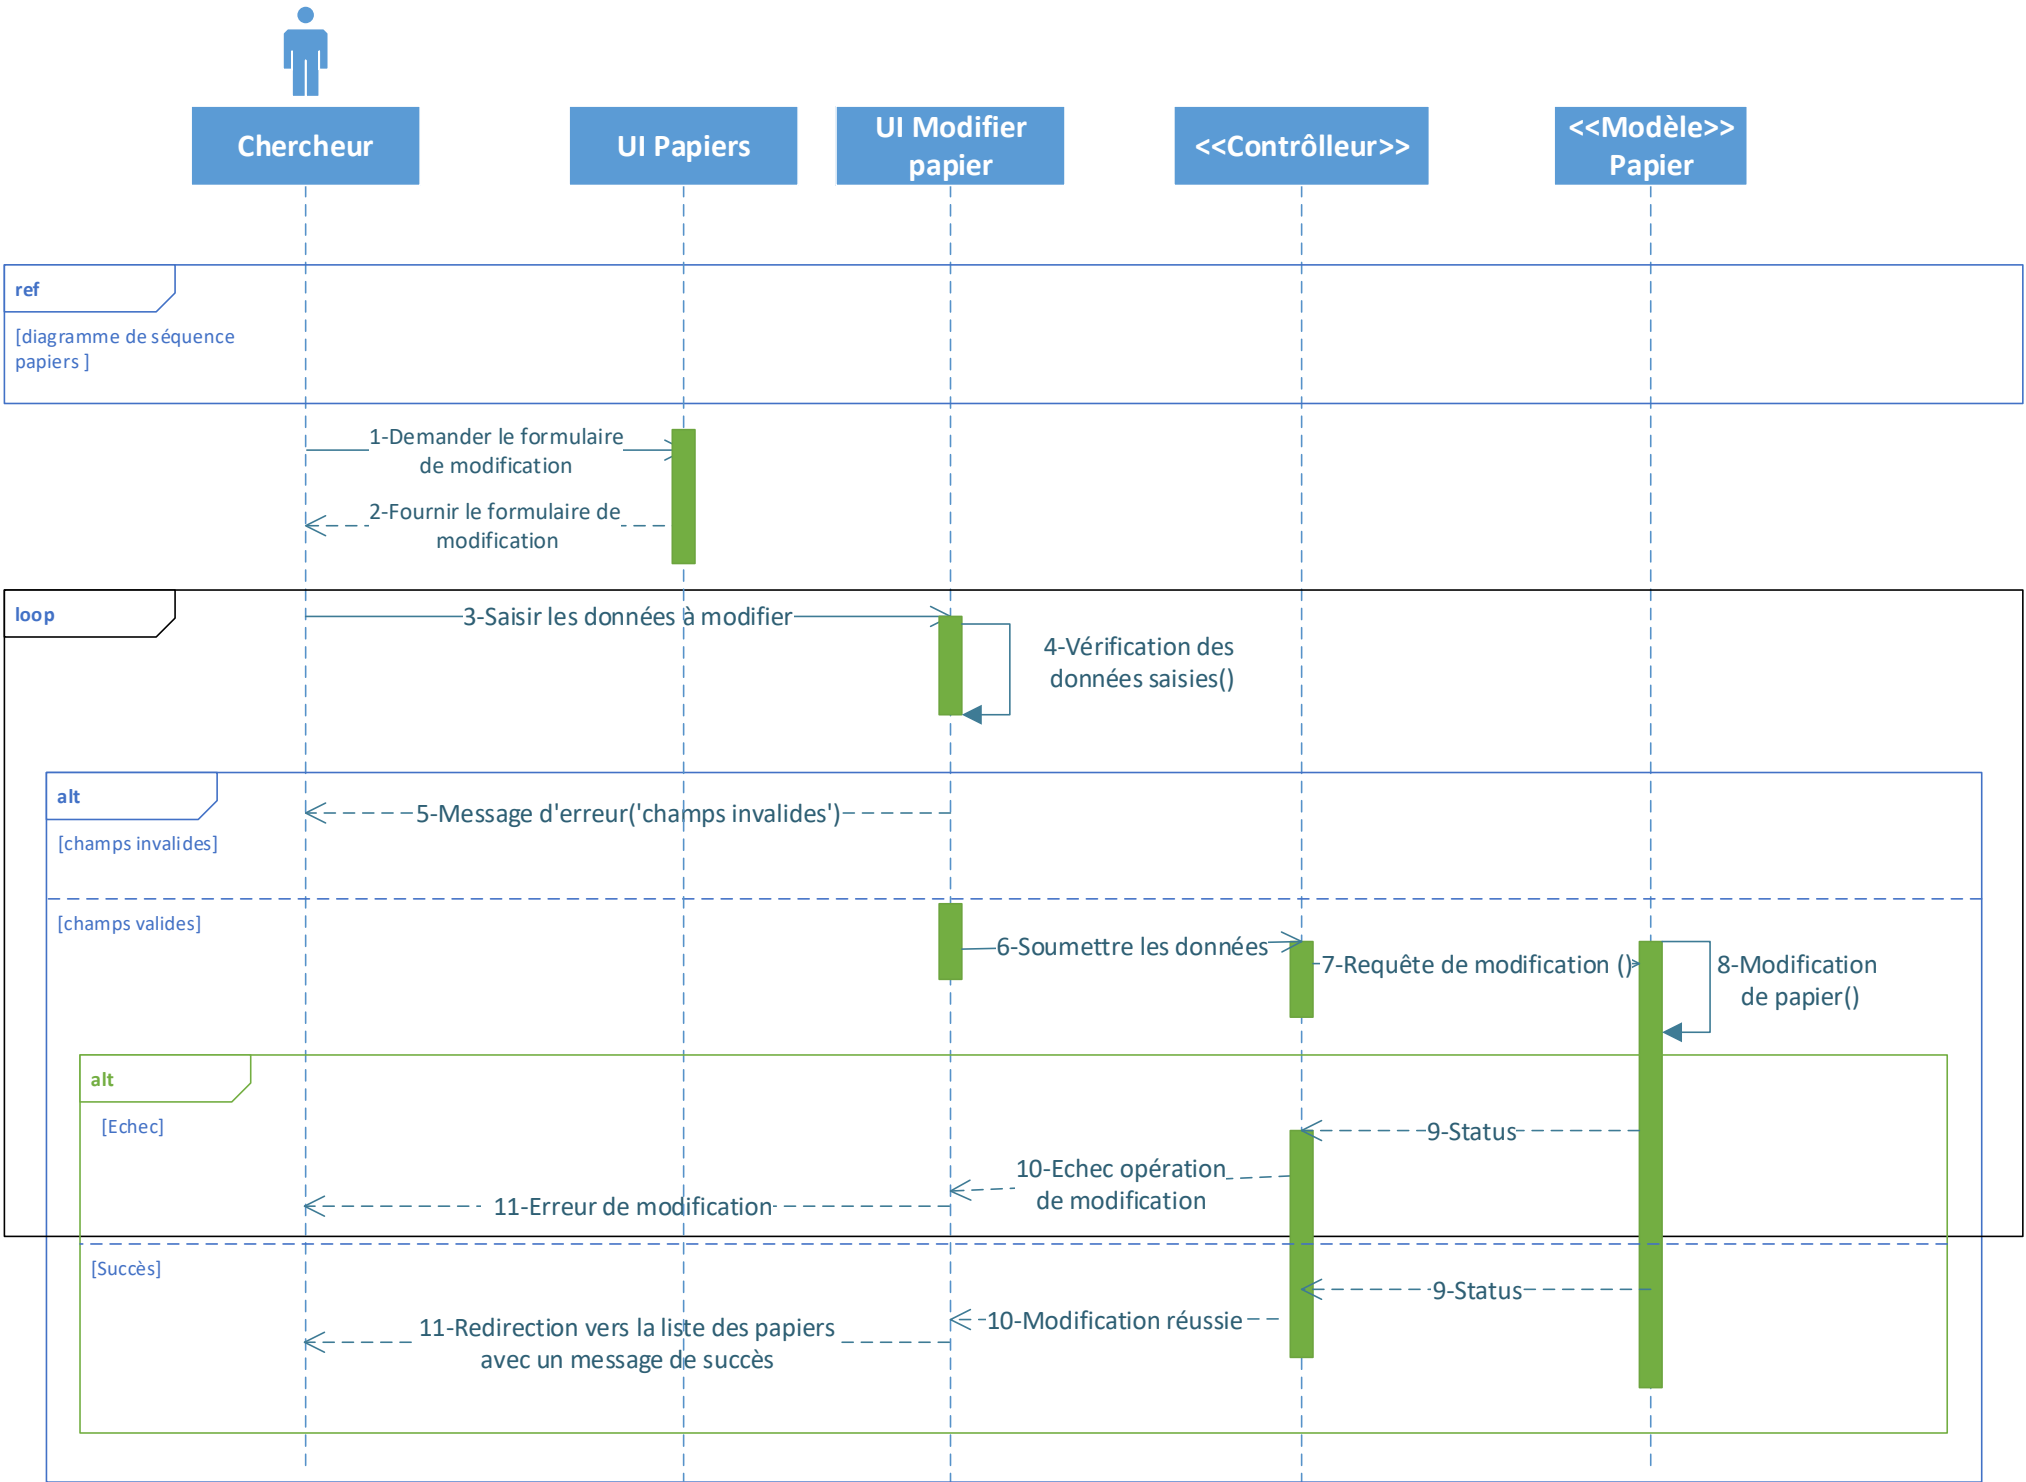 Chercheur
UI Papiers
UI Modifier
papier
<<Contrôlleur>>
<<Modèle>>
Papier
ref
[diagramme de séquence
papiers ]
1-Demander le formulaire
de modification
2-Fournir le formulaire de
modification
loop
3-Saisir les données à modifier
4-Vérification des
données saisies()
alt
5-Message d'erreur('champs invalides')
[champs invalides]
[champs valides]
6-Soumettre les données
7-Requête de modification ()
8-Modification
de papier()
alt
[Echec]
9-Status
10-Echec opération
de modification
11-Erreur de modification
[Succès]
9-Status
10-Modification réussie
11-Redirection vers la liste des papiers
avec un message de succès